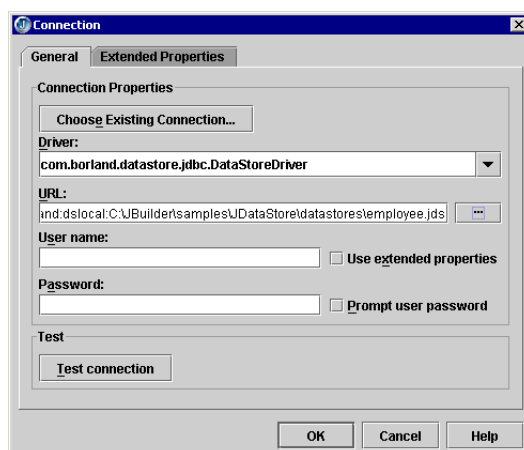 Connection
General Extended Properties
Connection Properties
Choose Existing Connection...
Driver:
com.borland.datastore.jdbc.DataStoreDriver
URL:
and:dslocal:C:\JBuilder\samples\JDataStore\datastores\employee.jds ...
User name:
Use extended properties
Password:
Prompt user password
Test
Test connection
OK Cancel Help